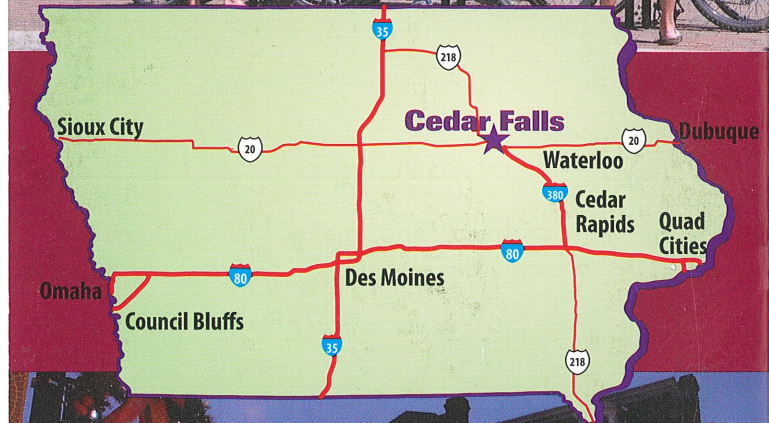 35
218
Cedar Falls
Sioux City
20
20
Dubuque
Waterloo
380
Cedar
Rapids
Quad
Cities
80
80
Des Moines
Omaha
Council Bluffs
35
218